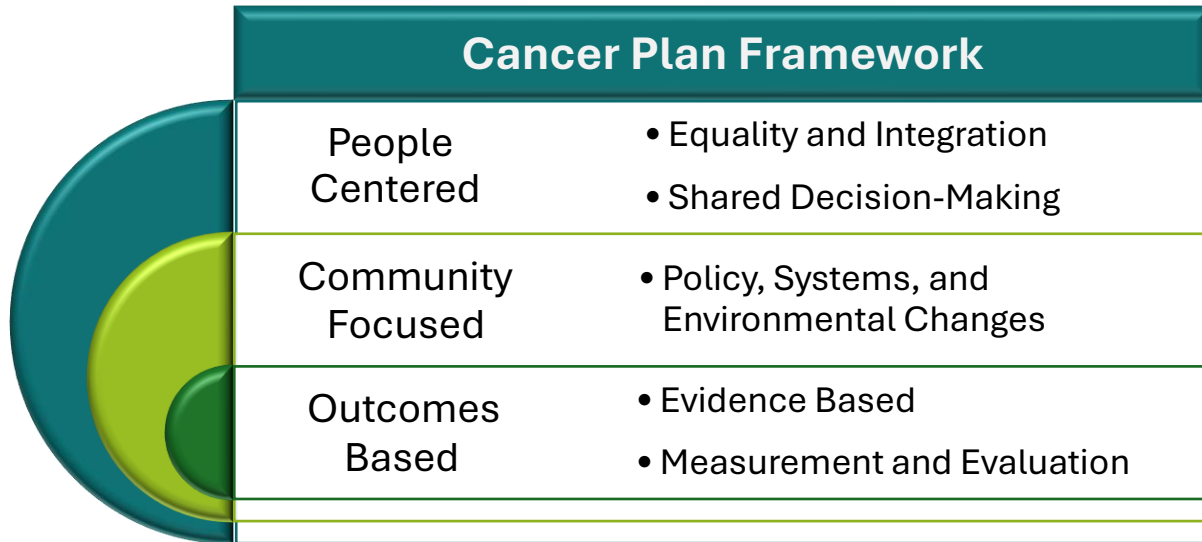 Cancer Plan Framework
People
Centered
• Equality and Integration
• Shared Decision-Making
Community
Focused
• Policy, Systems, and
Environmental Changes
Outcomes
Based
• Evidence Based
• Measurement and Evaluation